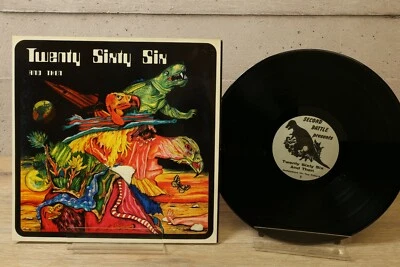 Twenty Sixty Six
AND THEN
SECOND
BATTLE
presents
Twenty Sixty Six
And Then